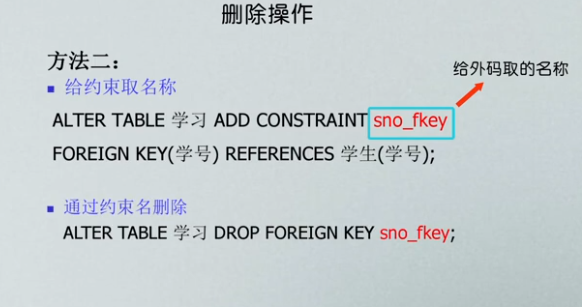 删除操作
方法二：
给外码取的名称
给约束取名称
ALTER TABLE 学习 ADD CONSTRAINT sno_fkey
FOREIGN KEY(学号) REFERENCES 学生(学号);
通过约束名删除
ALTER TABLE 学习 DROP FOREIGN KEY sno_fkey;